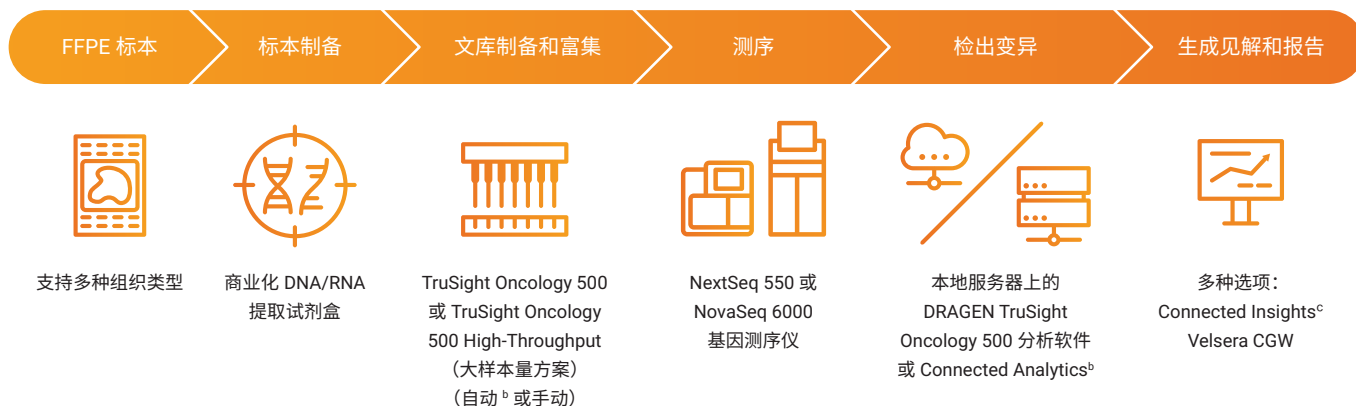 FFPE 标本
标本制备
文库制备和富集
测序
检出变异
生成见解和报告
支持多种组织类型
商业化 DNA/RNA
提取试剂盒
TruSight Oncology 500
或 TruSight Oncology
500 High-Throughput
（大样本量方案）
（自动 ᵇ 或手动）
NextSeq 550 或
NovaSeq 6000
基因测序仪
本地服务器上的
DRAGEN TruSight
Oncology 500 分析软件
或 Connected Analyticsᵇ
多种选项：
Connected Insightsᶜ
Velsera CGW